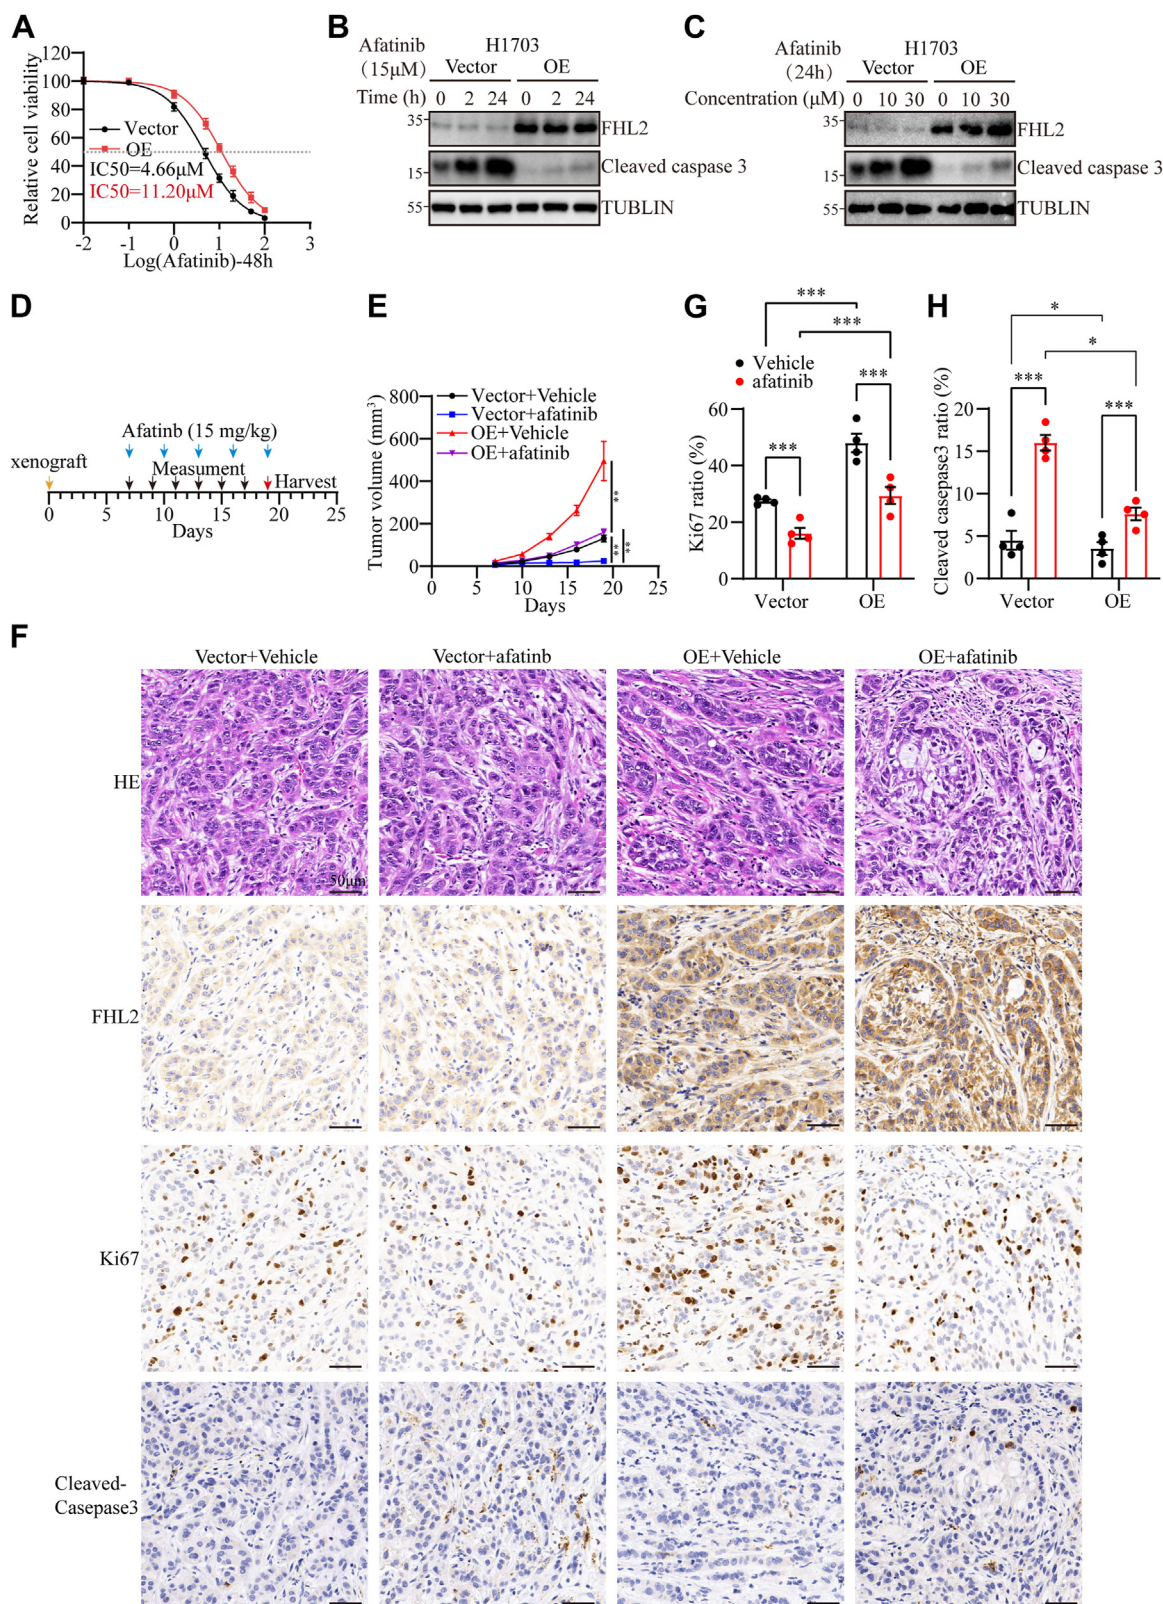 A
120
100
80
60
40
20
0
Relative cell viability
Vector
OE
IC50=4.66μM
IC50=11.20μM
-2 -1 0 1 2 3
Log(Afatinib)-48h
B
Afatinib
(15μM)
H1703
Vector OE
Time (h) 0 2 24 0 2 24
35
FHL2
15
Cleaved caspase 3
55
TUBLIN
C
Afatinib
(24h)
H1703
Vector OE
Concentration (μM) 0 10 30 0 10 30
35
FHL2
15
Cleaved caspase 3
55
TUBLIN
D
Afatinb (15 mg/kg)
xenograft
Measument
Harvest
0 5 10 15 20 25
Days
E
800
600
400
200
0
Tumor volume (mm³)
Vector+Vehicle
Vector+afatinib
OE+Vehicle
OE+afatinib
**
**
**
0 5 10 15 20 25
Days
G
***
***
Vehicle
afatinib
***
***
60
40
20
0
Ki67 ratio (%)
Vector OE
H
*
*
***
***
20
15
10
5
0
Cleaved casepase3 ratio (%)
Vector OE
F
Vector+Vehicle Vector+afatinb OE+Vehicle OE+afatinib
HE
50μm
FHL2
Ki67
Cleaved-
Casepase3